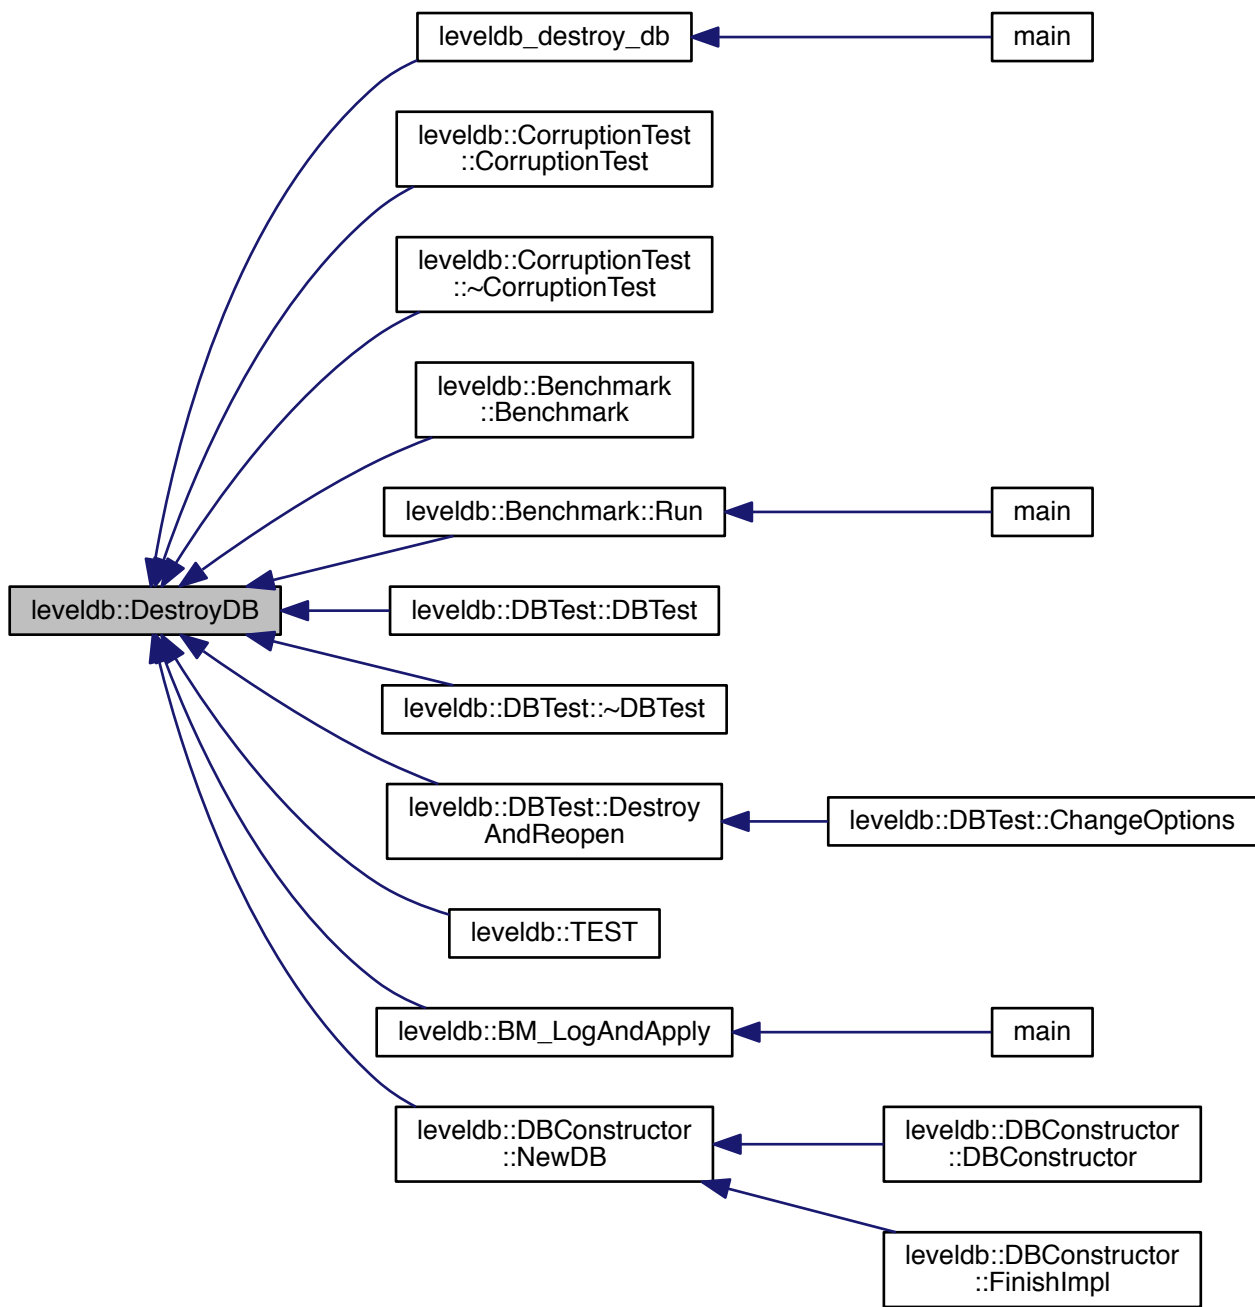 leveldb_destroy_db
main
leveldb::CorruptionTest
::CorruptionTest
leveldb::CorruptionTest
::~CorruptionTest
leveldb::Benchmark
::Benchmark
leveldb::Benchmark::Run
main
leveldb::DestroyDB
leveldb::DBTest::DBTest
leveldb::DBTest::~DBTest
leveldb::DBTest::Destroy
AndReopen
leveldb::DBTest::ChangeOptions
leveldb::TEST
leveldb::BM_LogAndApply
main
leveldb::DBConstructor
::NewDB
leveldb::DBConstructor
::DBConstructor
leveldb::DBConstructor
::FinishImpl